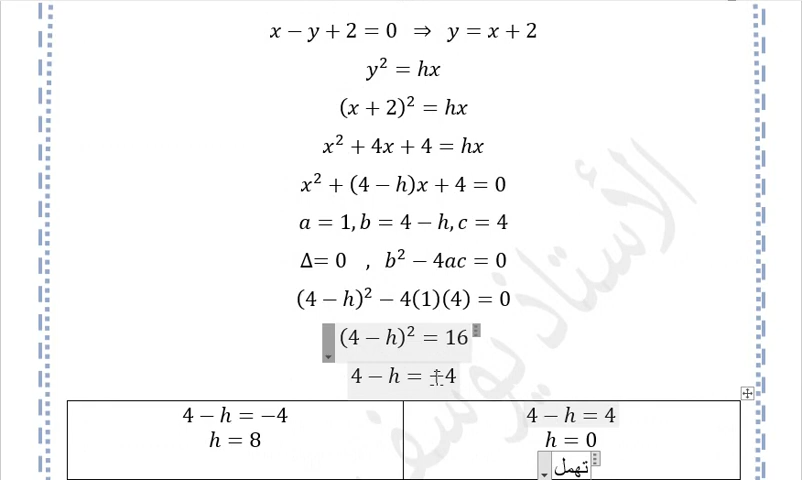 x − y + 2 = 0 ⇒ y = x + 2
y² = hx
(x + 2)² = hx
x² + 4x + 4 = hx
x² + (4 − h)x + 4 = 0
a = 1, b = 4 − h, c = 4
Δ= 0 , b² − 4ac = 0
(4 − h)² − 4(1)(4) = 0
(4 − h)² = 16
4 − h = ±4
4 − h = −4
h = 8
4 − h = 4
h = 0
تهمل
الأستاذ يوسف